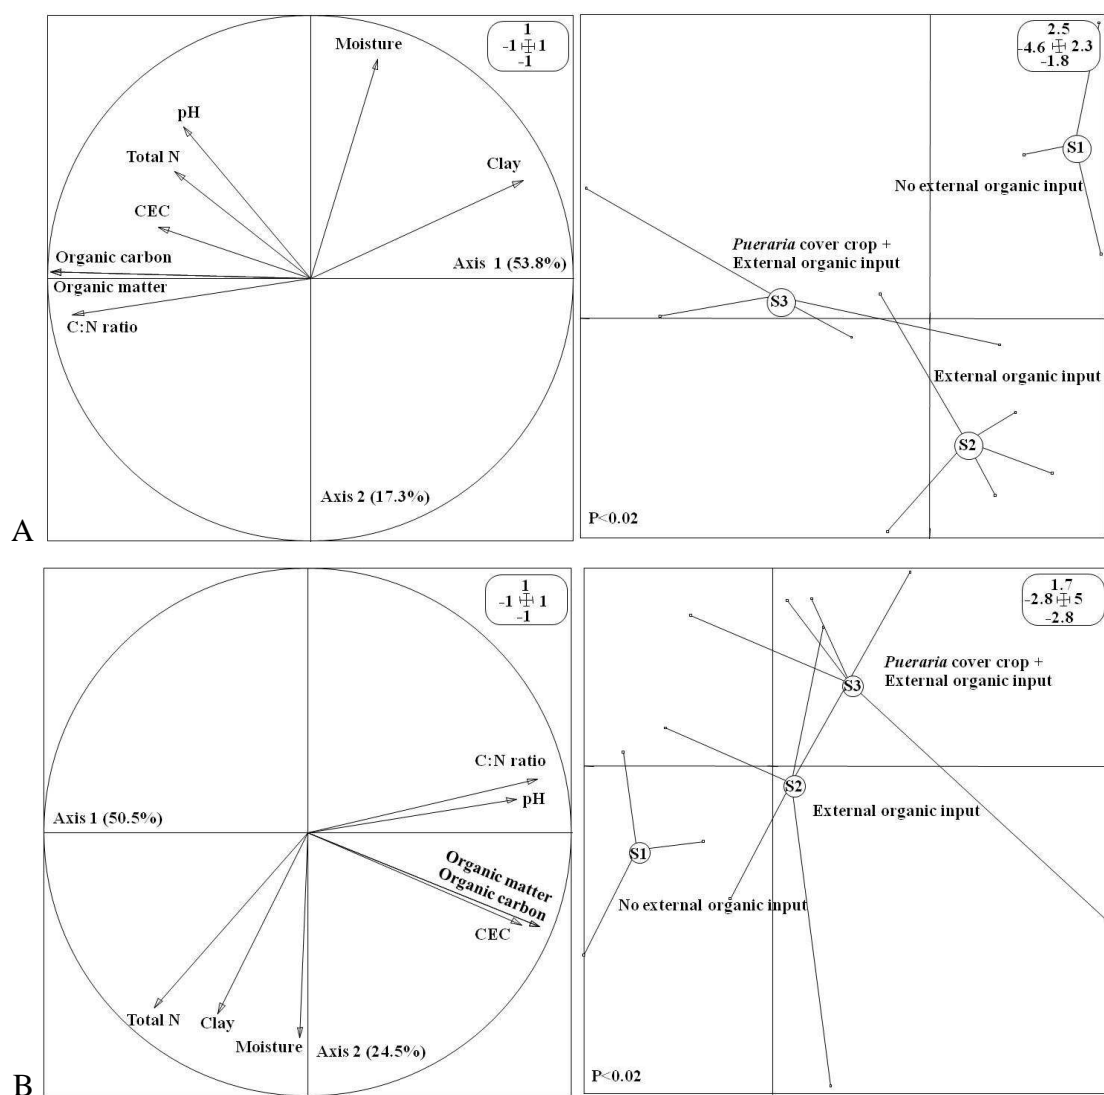 1
-1 1
-1
Moisture
pH
Total N
Clay
CEC
Organic carbon
Axis 1 (53.8%)
Organic matter
C:N ratio
Axis 2 (17.3%)
A
2.5
-4.6 2.3
-1.8
S1
No external organic input
Pueraria cover crop +
External organic input
S3
External organic input
S2
P<0.02
1
-1 1
-1
C:N ratio
pH
Axis 1 (50.5%)
Organic matter
Organic carbon
CEC
Total N
Clay
Moisture
Axis 2 (24.5%)
B
1.7
-2.8 5
-2.8
Pueraria cover crop +
External organic input
S3
S2
External organic input
S1
No external organic input
P<0.02